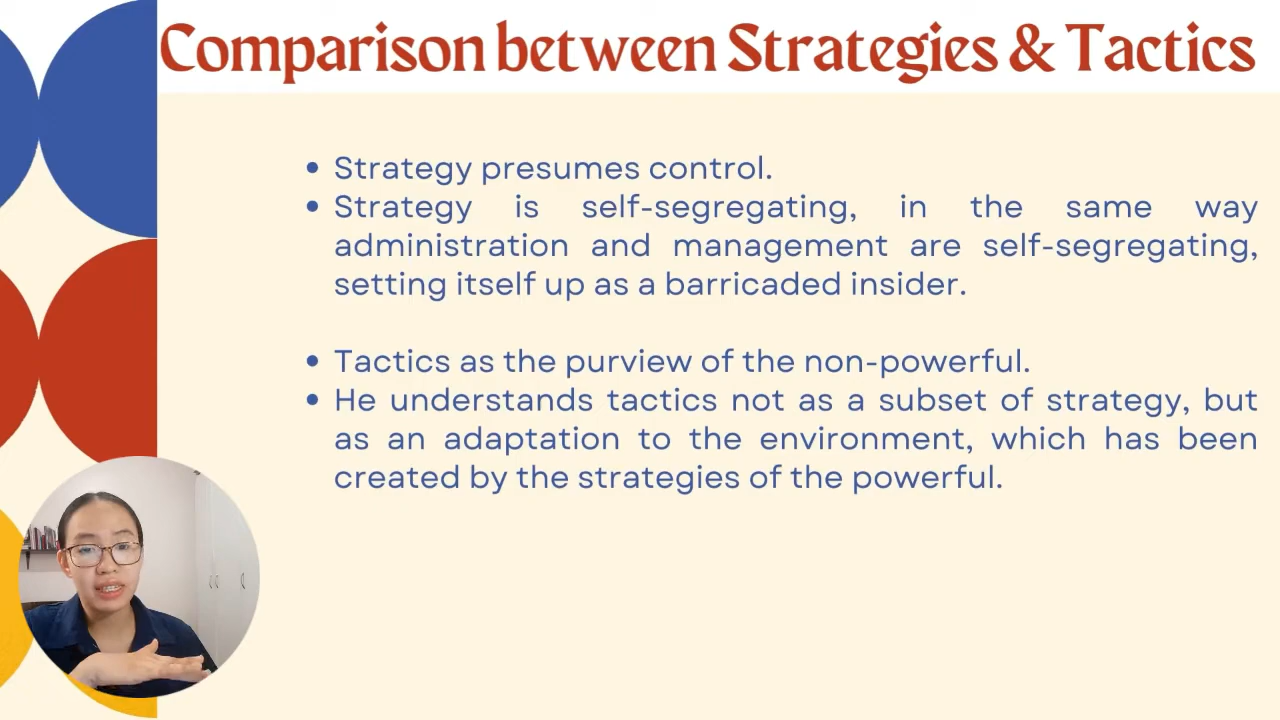 Comparison between Strategies & Tactics
• Strategy presumes control.
• Strategy is self-segregating, in the same way
administration and management are self-segregating,
setting itself up as a barricaded insider.
• Tactics as the purview of the non-powerful.
• He understands tactics not as a subset of strategy, but
as an adaptation to the environment, which has been
created by the strategies of the powerful.